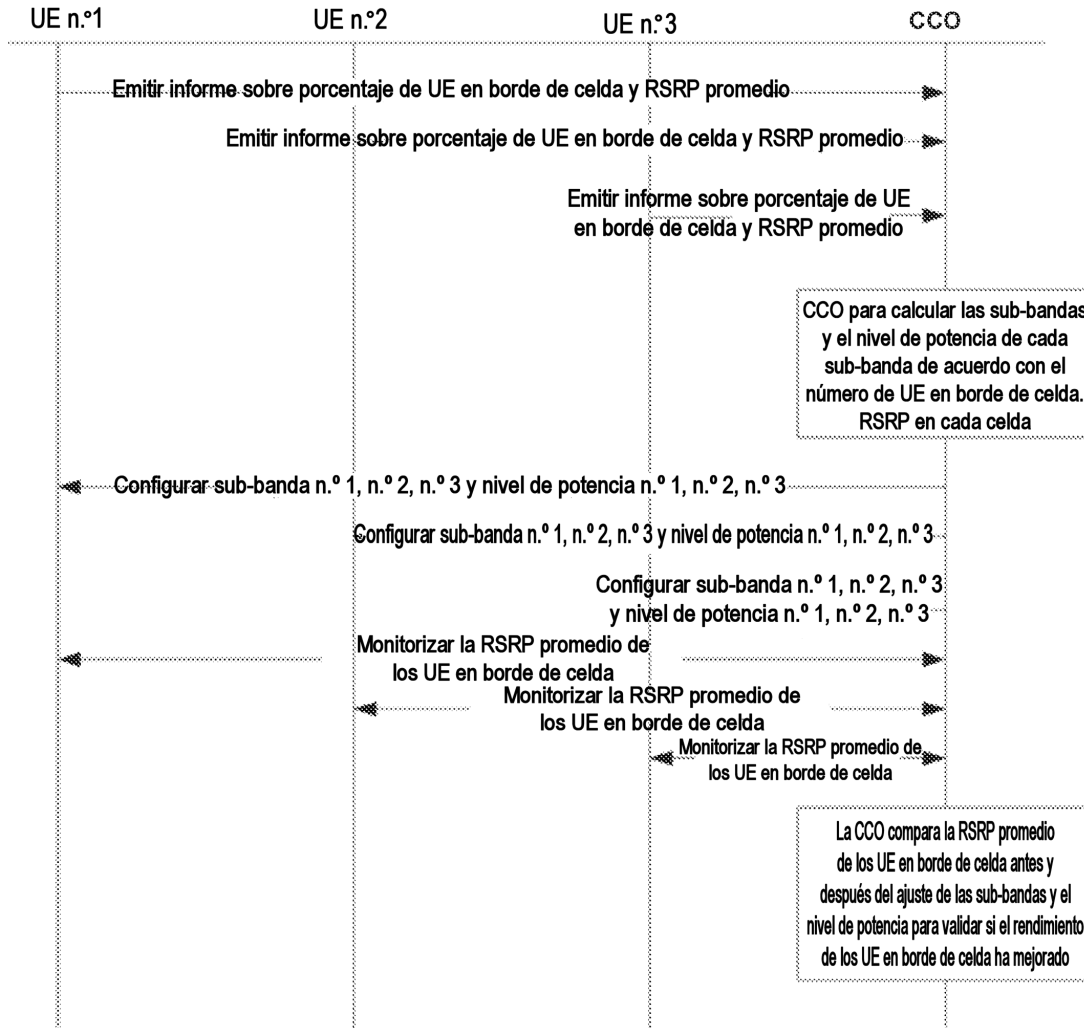 UE n.º1
UE n.º2
UE n.º3
CCO
Emitir informe sobre porcentaje de UE en borde de celda y RSRP promedio
Emitir informe sobre porcentaje de UE en borde de celda y RSRP promedio
Emitir informe sobre porcentaje de UE
en borde de celda y RSRP promedio
CCO para calcular las sub-bandas
y el nivel de potencia de cada
sub-banda de acuerdo con el
número de UE en borde de celda.
RSRP en cada celda
Configurar sub-banda n.º 1, n.º 2, n.º 3 y nivel de potencia n.º 1, n.º 2, n.º 3
Configurar sub-banda n.º 1, n.º 2, n.º 3 y nivel de potencia n.º 1, n.º 2, n.º 3
Configurar sub-banda n.º 1, n.º 2, n.º 3
y nivel de potencia n.º 1, n.º 2, n.º 3
Monitorizar la RSRP promedio de
los UE en borde de celda
Monitorizar la RSRP promedio de
los UE en borde de celda
Monitorizar la RSRP promedio de
los UE en borde de celda
La CCO compara la RSRP promedio
de los UE en borde de celda antes y
después del ajuste de las sub-bandas y el
nivel de potencia para validar si el rendimiento
de los UE en borde de celda ha mejorado